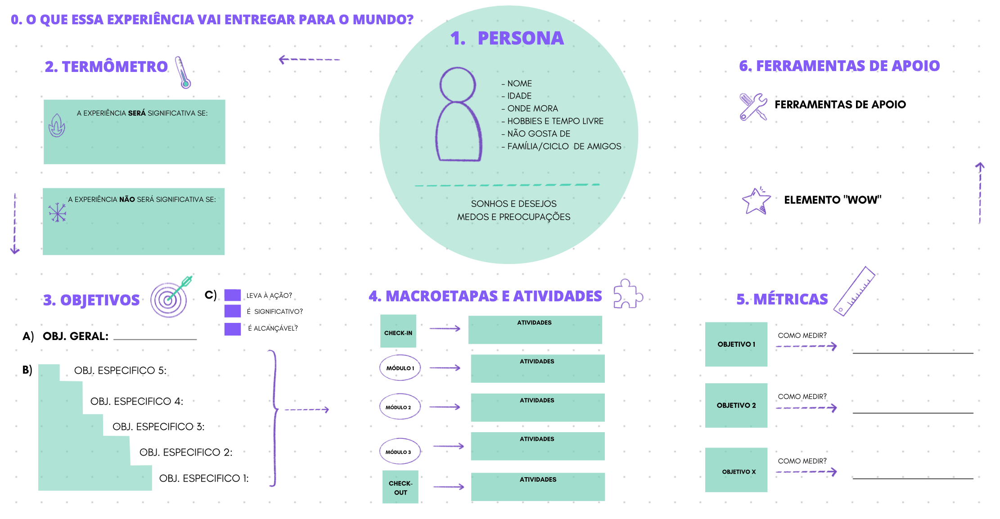 0. O QUE ESSA EXPERIÊNCIA VAI ENTREGAR PARA O MUNDO?
1. PERSONA
- NOME
- IDADE
- ONDE MORA
- HOBBIES E TEMPO LIVRE
- NÃO GOSTA DE
- FAMÍLIA/CICLO DE AMIGOS
SONHOS E DESEJOS
MEDOS E PREOCUPAÇÕES
2. TERMÔMETRO
A EXPERIÊNCIA SERÁ SIGNIFICATIVA SE:
A EXPERIÊNCIA NÃO SERÁ SIGNIFICATIVA SE:
3. OBJETIVOS
A) OBJ. GERAL:
B)
OBJ. ESPECIFICO 5:
OBJ. ESPECIFICO 4:
OBJ. ESPECIFICO 3:
OBJ. ESPECIFICO 2:
OBJ. ESPECIFICO 1:
C)
LEVA À AÇÃO?
É SIGNIFICATIVO?
É ALCANÇÁVEL?
4. MACROETAPAS E ATIVIDADES
CHECK-IN
ATIVIDADES
MÓDULO 1
ATIVIDADES
MÓDULO 2
ATIVIDADES
MÓDULO 3
ATIVIDADES
CHECK-
OUT
ATIVIDADES
5. MÉTRICAS
OBJETIVO 1
COMO MEDIR?
OBJETIVO 2
COMO MEDIR?
OBJETIVO X
COMO MEDIR?
6. FERRAMENTAS DE APOIO
FERRAMENTAS DE APOIO
ELEMENTO "WOW"